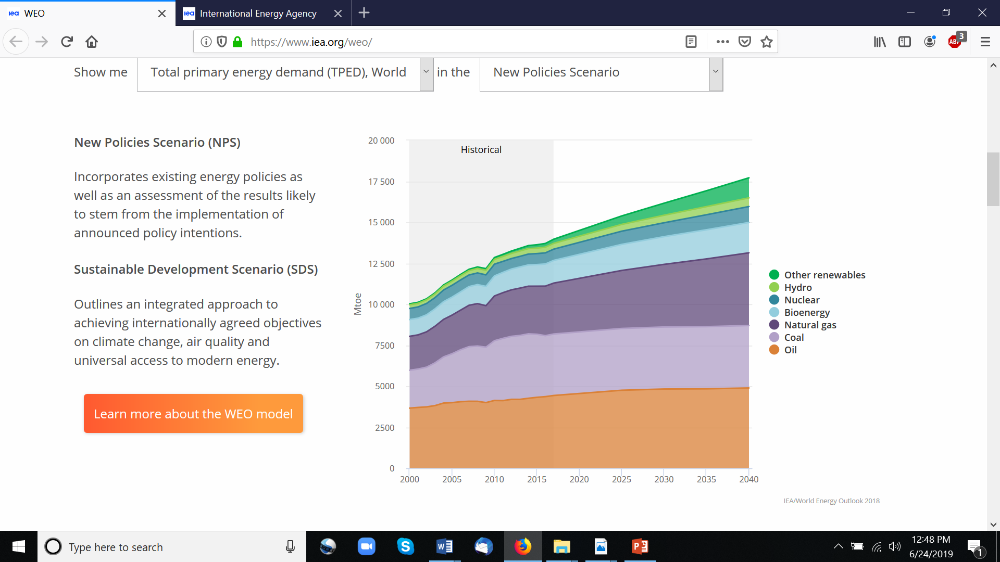 iea WEO
iea International Energy Agency
https://www.iea.org/weo/
ABP
3
Show me Total primary energy demand (TPED), World in the New Policies Scenario
New Policies Scenario (NPS)
Incorporates existing energy policies as
well as an assessment of the results likely
to stem from the implementation of
announced policy intentions.
Sustainable Development Scenario (SDS)
Outlines an integrated approach to
achieving internationally agreed objectives
on climate change, air quality and
universal access to modern energy.
Learn more about the WEO model
Mtoe
20 000
17 500
15 000
12 500
10 000
7500
5000
2500
0
Historical
2000 2005 2010 2015 2020 2025 2030 2035 2040
Other renewables
Hydro
Nuclear
Bioenergy
Natural gas
Coal
Oil
IEA/World Energy Outlook 2018
Type here to search
12:48 PM
6/24/2019
1